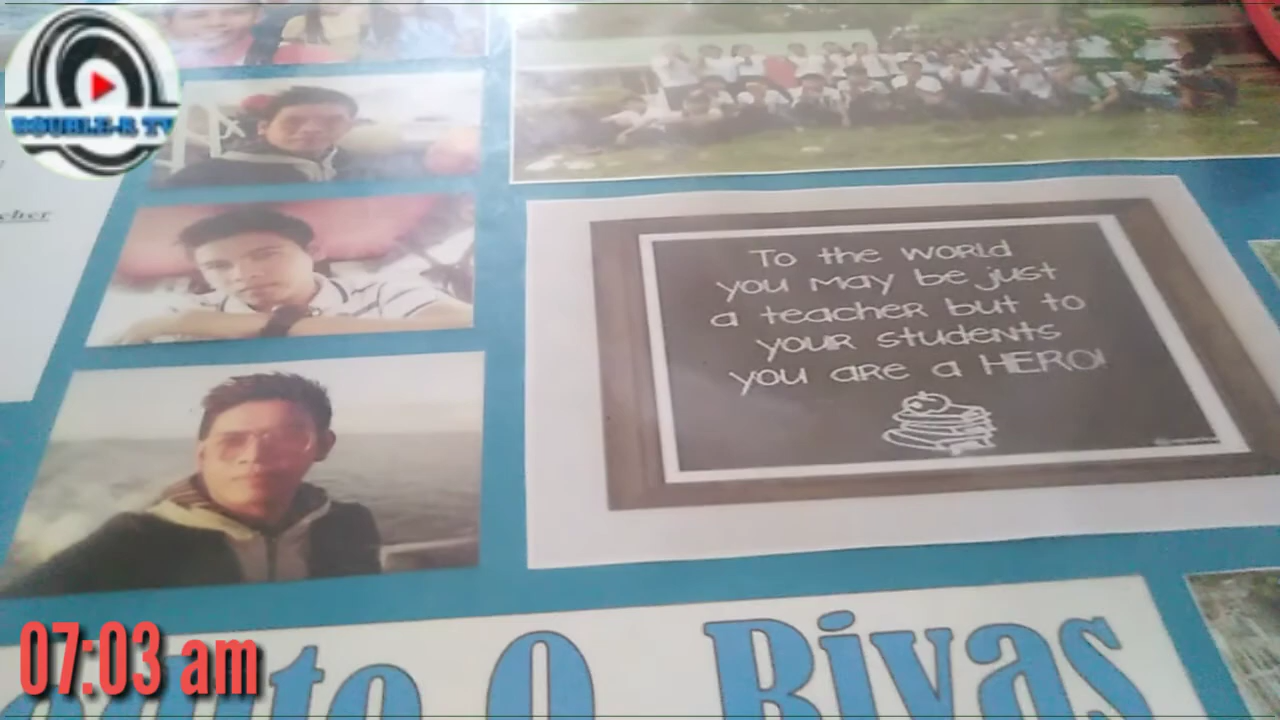 DOUBLE-R TV
To the WORLD
you may be just
a teacher but to
your students
you are a HERO!
O. Rivas
07:03 am